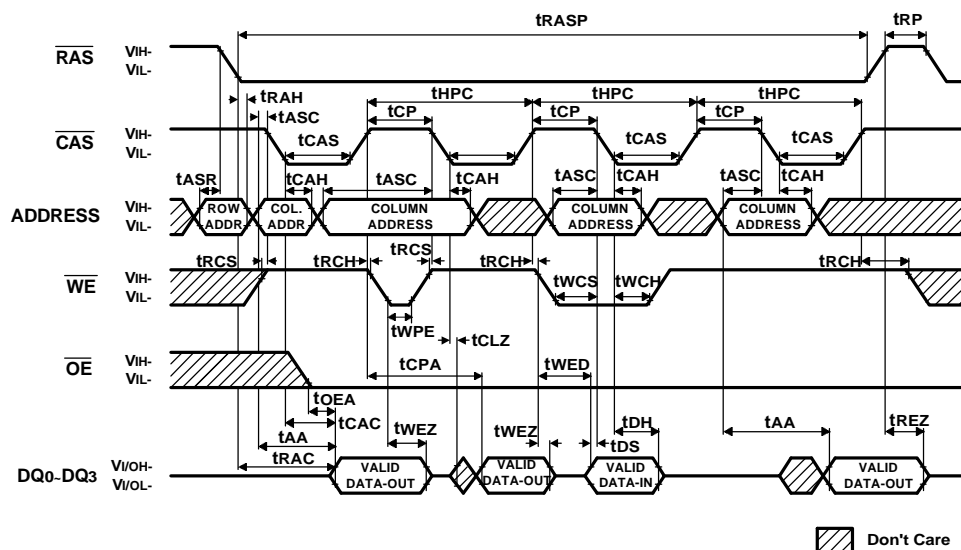 tRASP tRP
RAS VIH-
VIL-
tRAH tHPC tHPC tHPC
tASC tCP tCP tCP
CAS VIH-
VIL-
tCAS tCAS tCAS
tASR tCAH tASC tCAH tASC tCAH tASC tCAH
ADDRESS VIH-
VIL-
ROW ADDR
COL. ADDR
COLUMN ADDRESS
COLUMN ADDRESS
COLUMN ADDRESS
tRCS tRCH tRCS tRCH tRCH
WE VIH-
VIL-
tWCS tWCH
tWPE tCLZ
OE VIH-
VIL-
tCPA tWED
tOEA
tCAC
tAA tWEZ tWEZ tDH tAA tREZ
tRAC tDS
DQ0~DQ3 VI/OH-
VI/OL-
VALID DATA-OUT
VALID DATA-OUT
VALID DATA-IN
VALID DATA-OUT
Don't Care